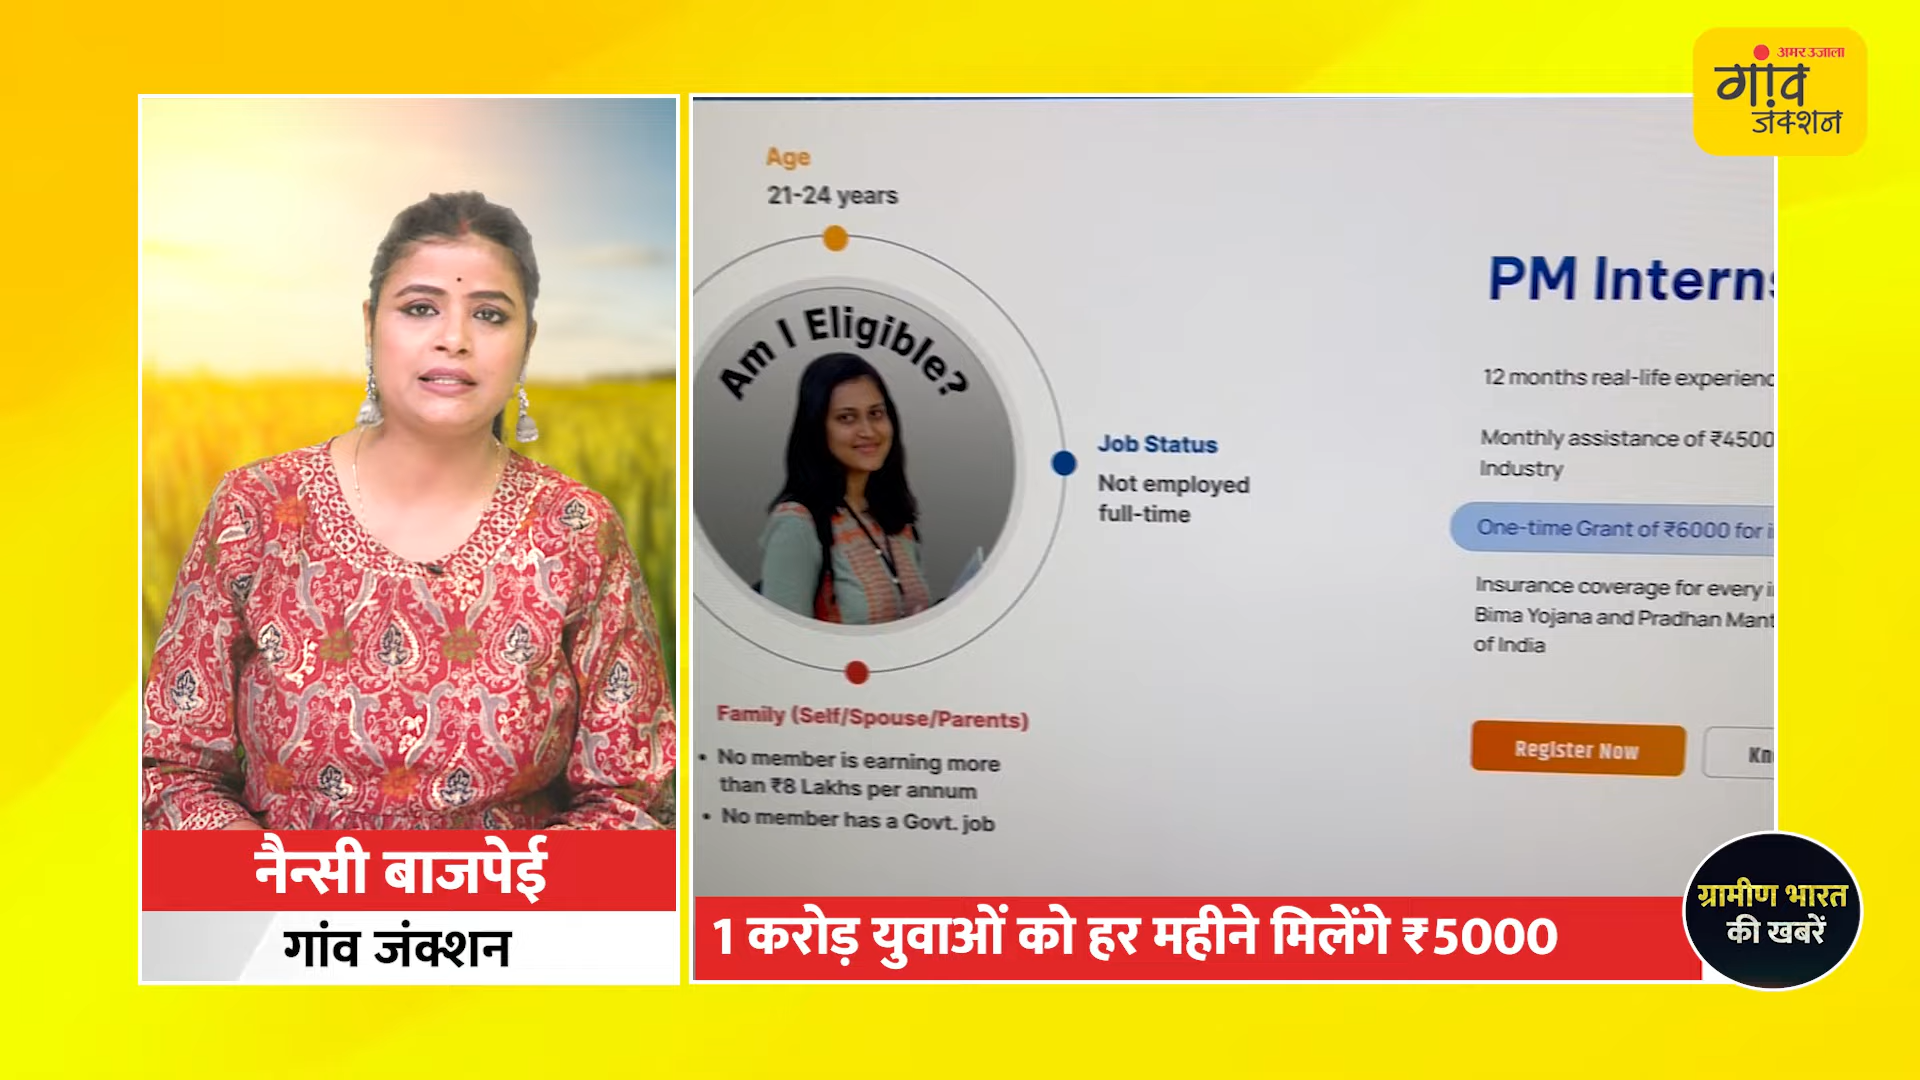 अमर उजाला
गांव
जंक्शन
Age
21-24 years
Am I Eligible?
Job Status
Not employed
full-time
Family (Self/Spouse/Parents)
• No member is earning more
than ₹8 Lakhs per annum
• No member has a Govt. job
PM
12 months real-life
Monthly assistance of ₹4500
Industry
One-time Grant of ₹6000 for
Insurance coverage for every
Bima Yojana and Pradhan
of India
Register Now
नैन्सी बाजपेई
गांव जंक्शन
1 करोड़ युवाओं को हर महीने मिलेंगे ₹5000
ग्रामीण भारत
की खबरें